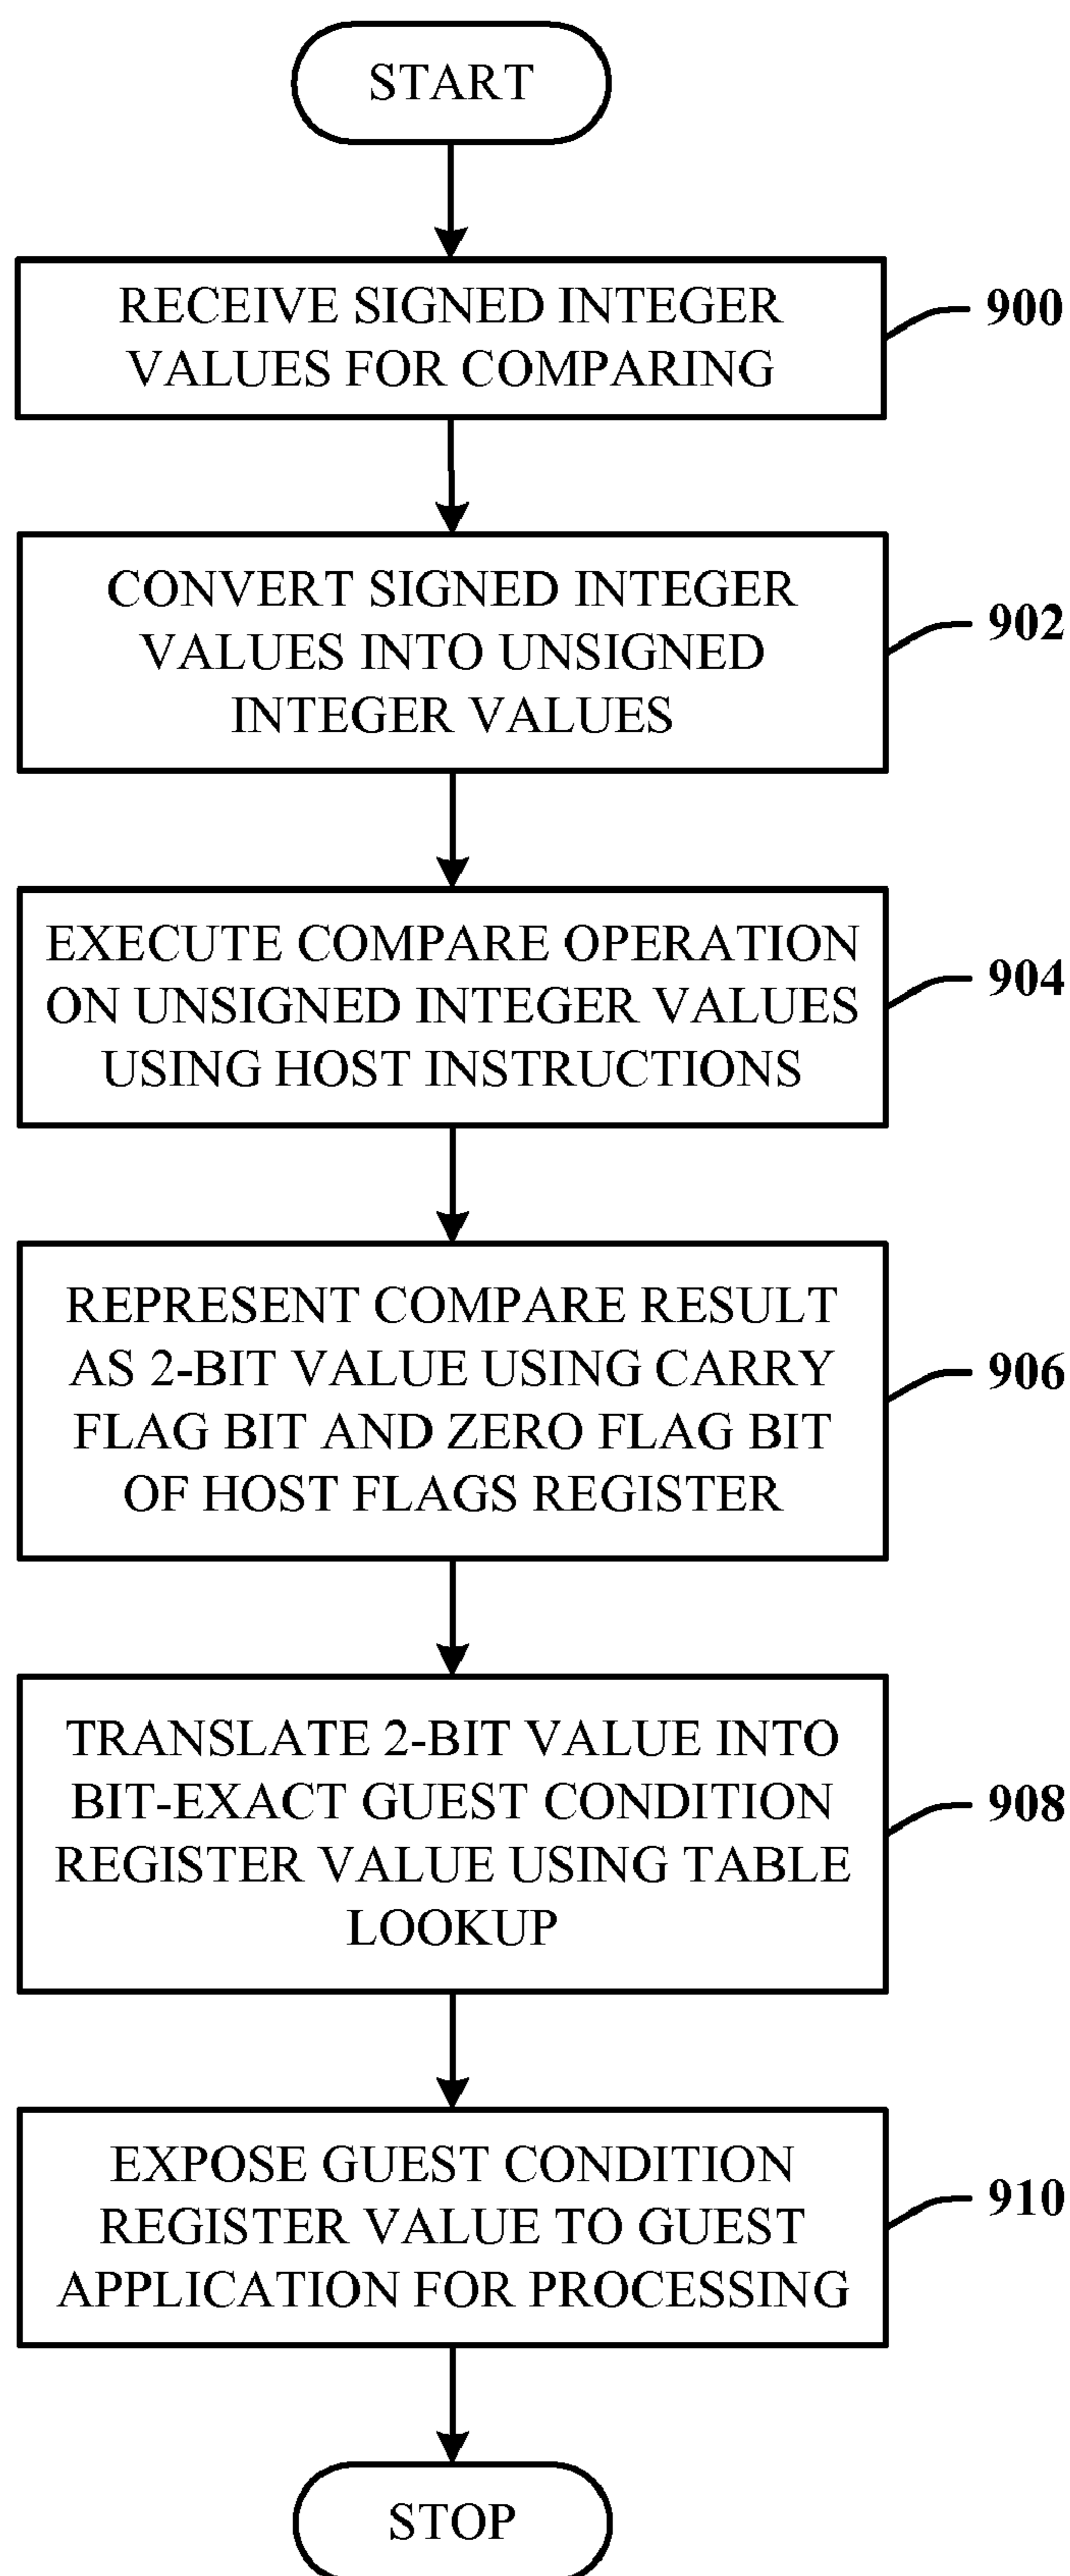 START
RECEIVE SIGNED INTEGER
VALUES FOR COMPARING
900
CONVERT SIGNED INTEGER
VALUES INTO UNSIGNED
INTEGER VALUES
902
EXECUTE COMPARE OPERATION
ON UNSIGNED INTEGER VALUES
USING HOST INSTRUCTIONS
904
REPRESENT COMPARE RESULT
AS 2-BIT VALUE USING CARRY
FLAG BIT AND ZERO FLAG BIT
OF HOST FLAGS REGISTER
906
TRANSLATE 2-BIT VALUE INTO
BIT-EXACT GUEST CONDITION
REGISTER VALUE USING TABLE
LOOKUP
908
EXPOSE GUEST CONDITION
REGISTER VALUE TO GUEST
APPLICATION FOR PROCESSING
910
STOP